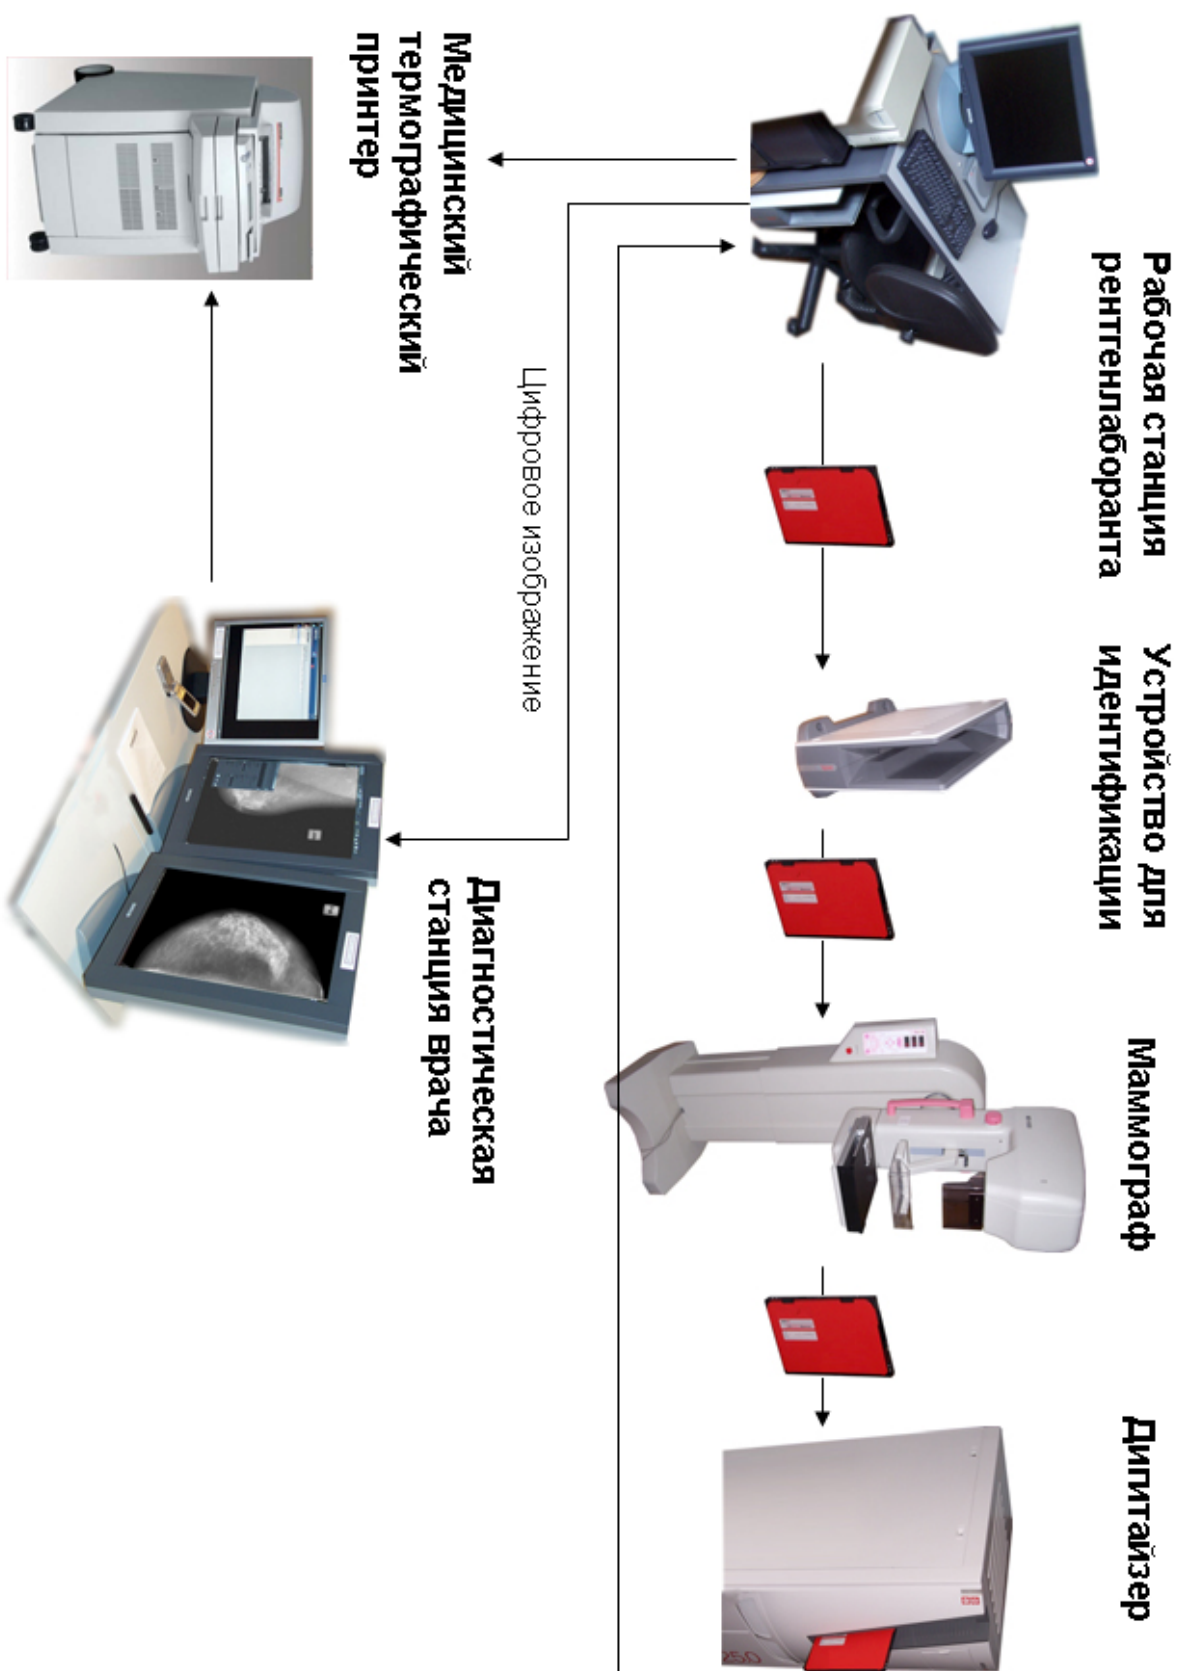 Рабочая станция
рентгенлаборанта
Устройство для
идентификации
Маммограф
Дигитайзер
Цифровое изображение
Медицинский
термографический
принтер
Диагностическая
станция врача